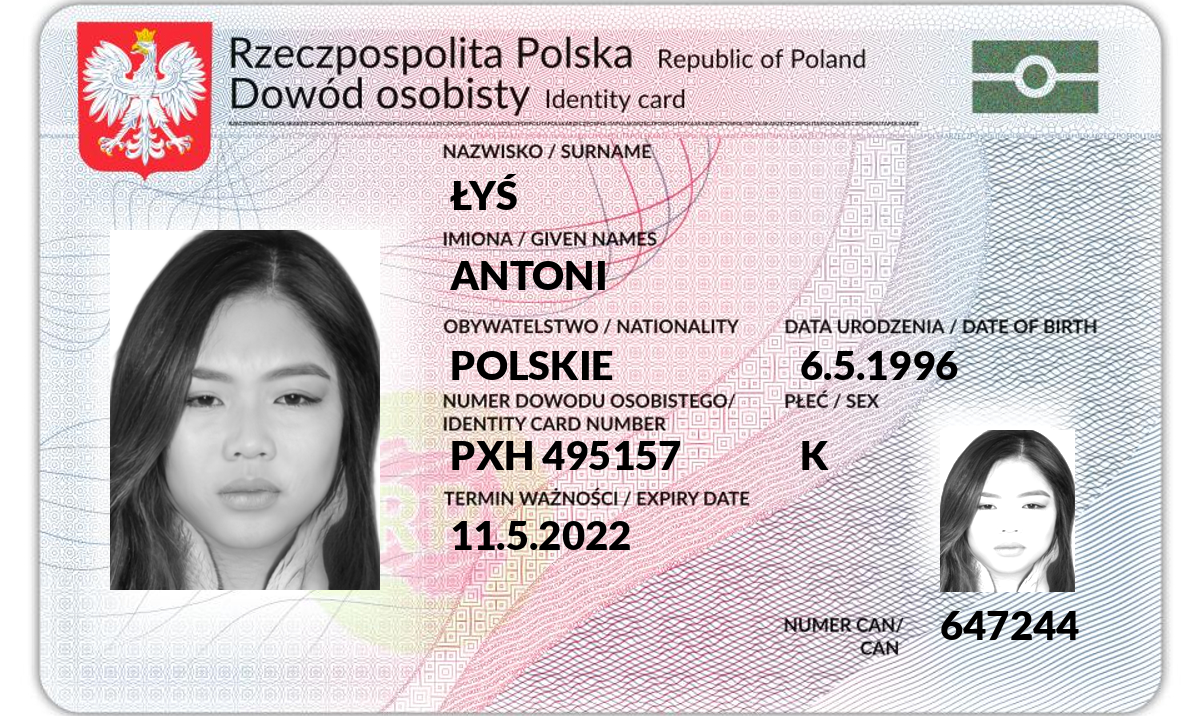 Rzeczpospolita Polska Republic of Poland
Dowód osobisty Identity card
NAZWISKO / SURNAME
ŁYŚ
IMIONA / GIVEN NAMES
ANTONI
OBYWATELSTWO / NATIONALITY DATA URODZENIA / DATE OF BIRTH
POLSKIE 6.5.1996
NUMER DOWODU OSOBISTEGO/ PŁEĆ / SEX
IDENTITY CARD NUMBER
PXH 495157 K
TERMIN WAŻNOŚCI / EXPIRY DATE
11.5.2022
NUMER CAN/ 647244
CAN